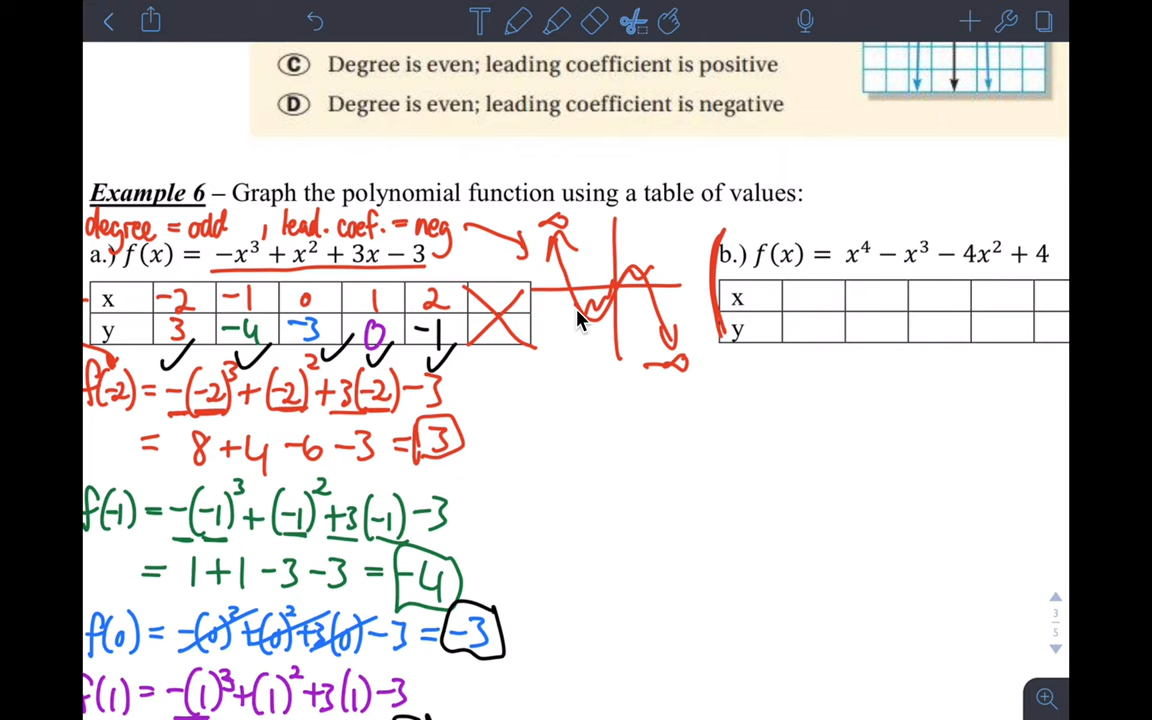 C Degree is even; leading coefficient is positive
D Degree is even; leading coefficient is negative
Example 6 – Graph the polynomial function using a table of values:
degree = odd , lead. coef. = neg
∞
a.) f(x) = −x³ + x² + 3x − 3
b.) f(x) = x⁴ − x³ − 4x² + 4
x -2 -1 0 1 2
y 3 -4 -3 0 -1
x
y
-∞
f(-2) = -(-2)³ + (-2)² + 3(-2) - 3
= 8 + 4 - 6 - 3 = 3
f(-1) = -(-1)³ + (-1)² + 3(-1) - 3
= 1 + 1 - 3 - 3 = -4
f(0) = -(0)³ + (0)² + 3(0) - 3 = -3
f(1) = -(1)³ + (1)² + 3(1) - 3
3
5